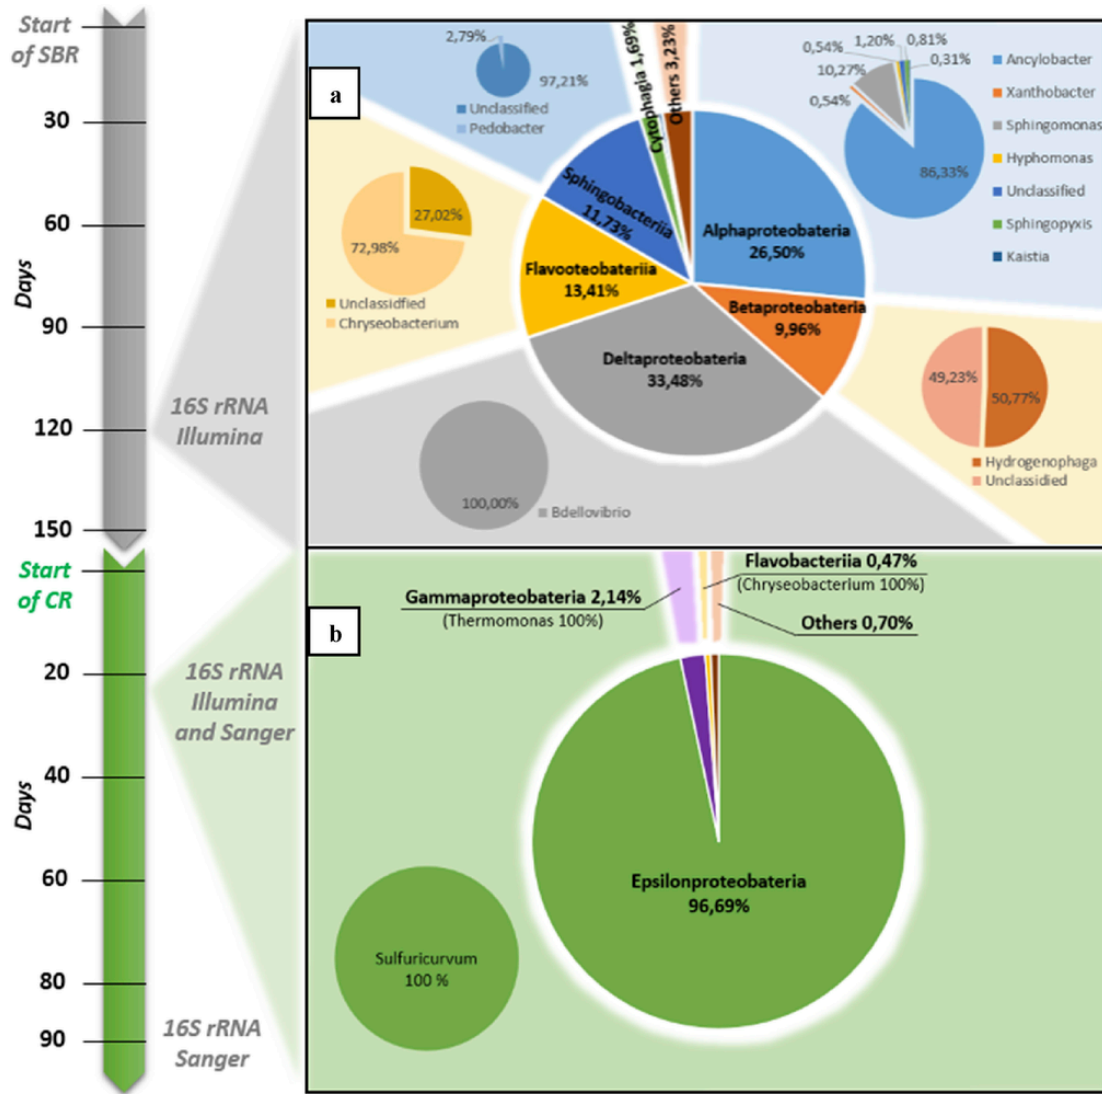 Start
of SBR
30
60
Days
90
120
150
16S rRNA
Illumina
Start
of CR
20
16S rRNA
Illumina
and Sanger
40
Days
60
80
90
16S rRNA
Sanger
a
2,79%
97,21%
Unclassified
Pedobacter
Cytophagia 1,69%
Others 3,23%
0,54%
1,20%
0,81%
0,31%
10,27%
0,54%
86,33%
Ancylobacter
Xanthobacter
Sphingomonas
Hyphomonas
Unclassified
Sphingopyxis
Kaistia
27,02%
72,98%
Unclassidfied
Chryseobacterium
Sphingobacteriia
11,73%
Alphaproteobateria
26,50%
Flavooteobateriia
13,41%
Betaproteobateria
9,96%
Deltaproteobateria
33,48%
49,23%
50,77%
Hydrogenophaga
Unclassidied
100,00%
Bdellovibrio
b
Flavobacteriia 0,47%
(Chryseobacterium 100%)
Gammaproteobateria 2,14%
(Thermomonas 100%)
Others 0,70%
Epsilonproteobateria
96,69%
Sulfuricurvum
100 %